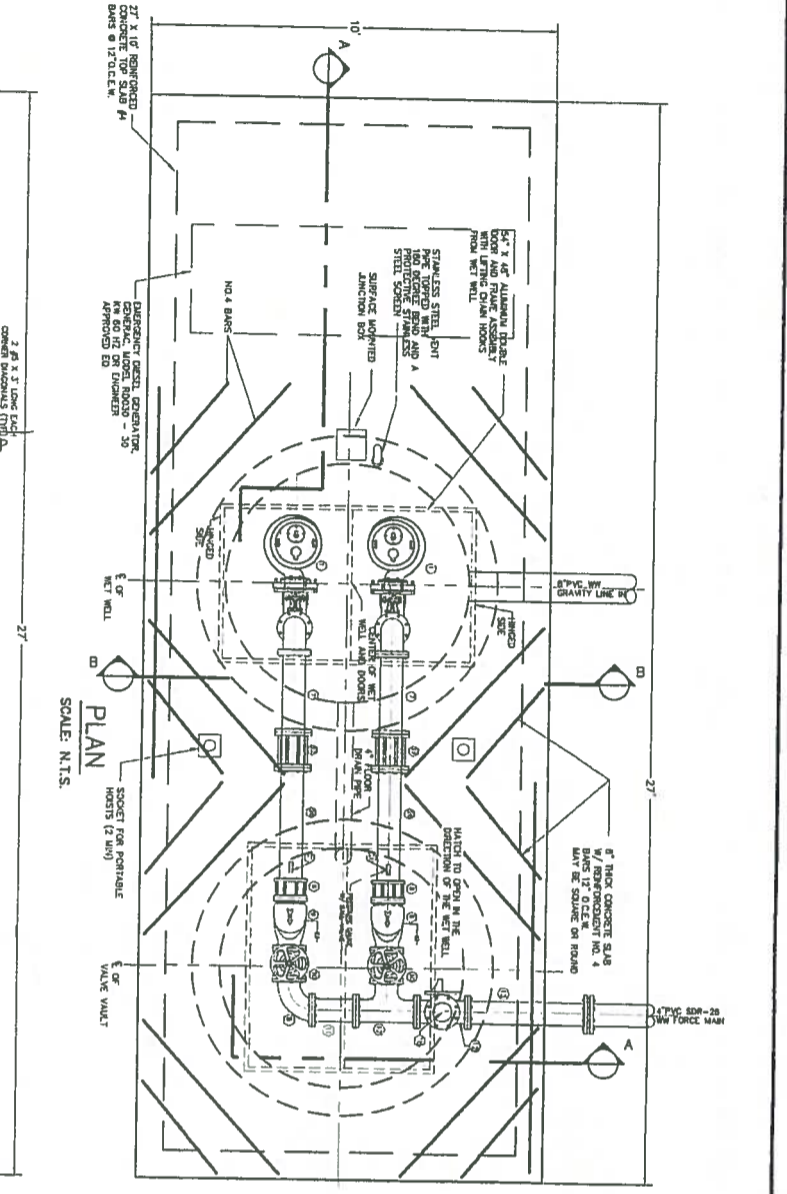 10'
A
27' X 10' REINFORCED
CONCRETE TOP SLAB #4
BARS @ 12" O.C.E.W.
54" X 48" ALUMINUM DOUBLE
DOOR AND FRAME ASSEMBLY
WITH LIFTING CHAIN HOOKS
FROM WET WELL
STAINLESS STEEL VENT
PIPE TOPPED WITH
180 DEGREE BEND AND A
PROTECTIVE STAINLESS
STEEL SCREEN
SURFACE MOUNTED
JUNCTION BOX
NO.4 BARS
EMERGENCY DIESEL GENERATOR,
GENERAC, MODEL RD030 - 30
KW 60 HZ OR ENGINEER
APPROVED EQ
HINGED
SIDE
HINGED
SIDE
8" PVC WW
GRAVITY LINE IN
℄ OF
WET WELL
CENTER OF WET
WELL AND DOORS
B
B
27'
4" FLOOR
DRAIN PIPE
SOCKET FOR PORTABLE
HOISTS (2 MIN)
HATCH TO OPEN IN THE
DIRECTION OF THE WET WELL
8" THICK CONCRETE SLAB
W/ REINFORCEMENT NO. 4
BARS 12" O.C.E.W.
MAY BE SQUARE OR ROUND
℄ OF
VALVE VAULT
4" PVC SDR-26
WW FORCE MAIN
A
PLAN
SCALE: N.T.S.
2 #5 X 3' LONG EACH
CORNER DIAGONALS (TYP)
27'